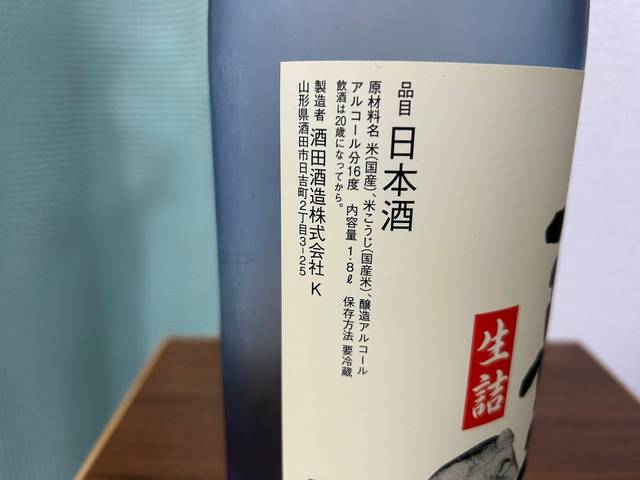 品目 日本酒
原材料名 米(国産)、米こうじ(国産米)、醸造アルコール
アルコール分16度 内容量 1.8ℓ 保存方法 要冷蔵
飲酒は20歳になってから。
製造者 酒田酒造株式会社 K
山形県酒田市日吉町2丁目3-25
生詰